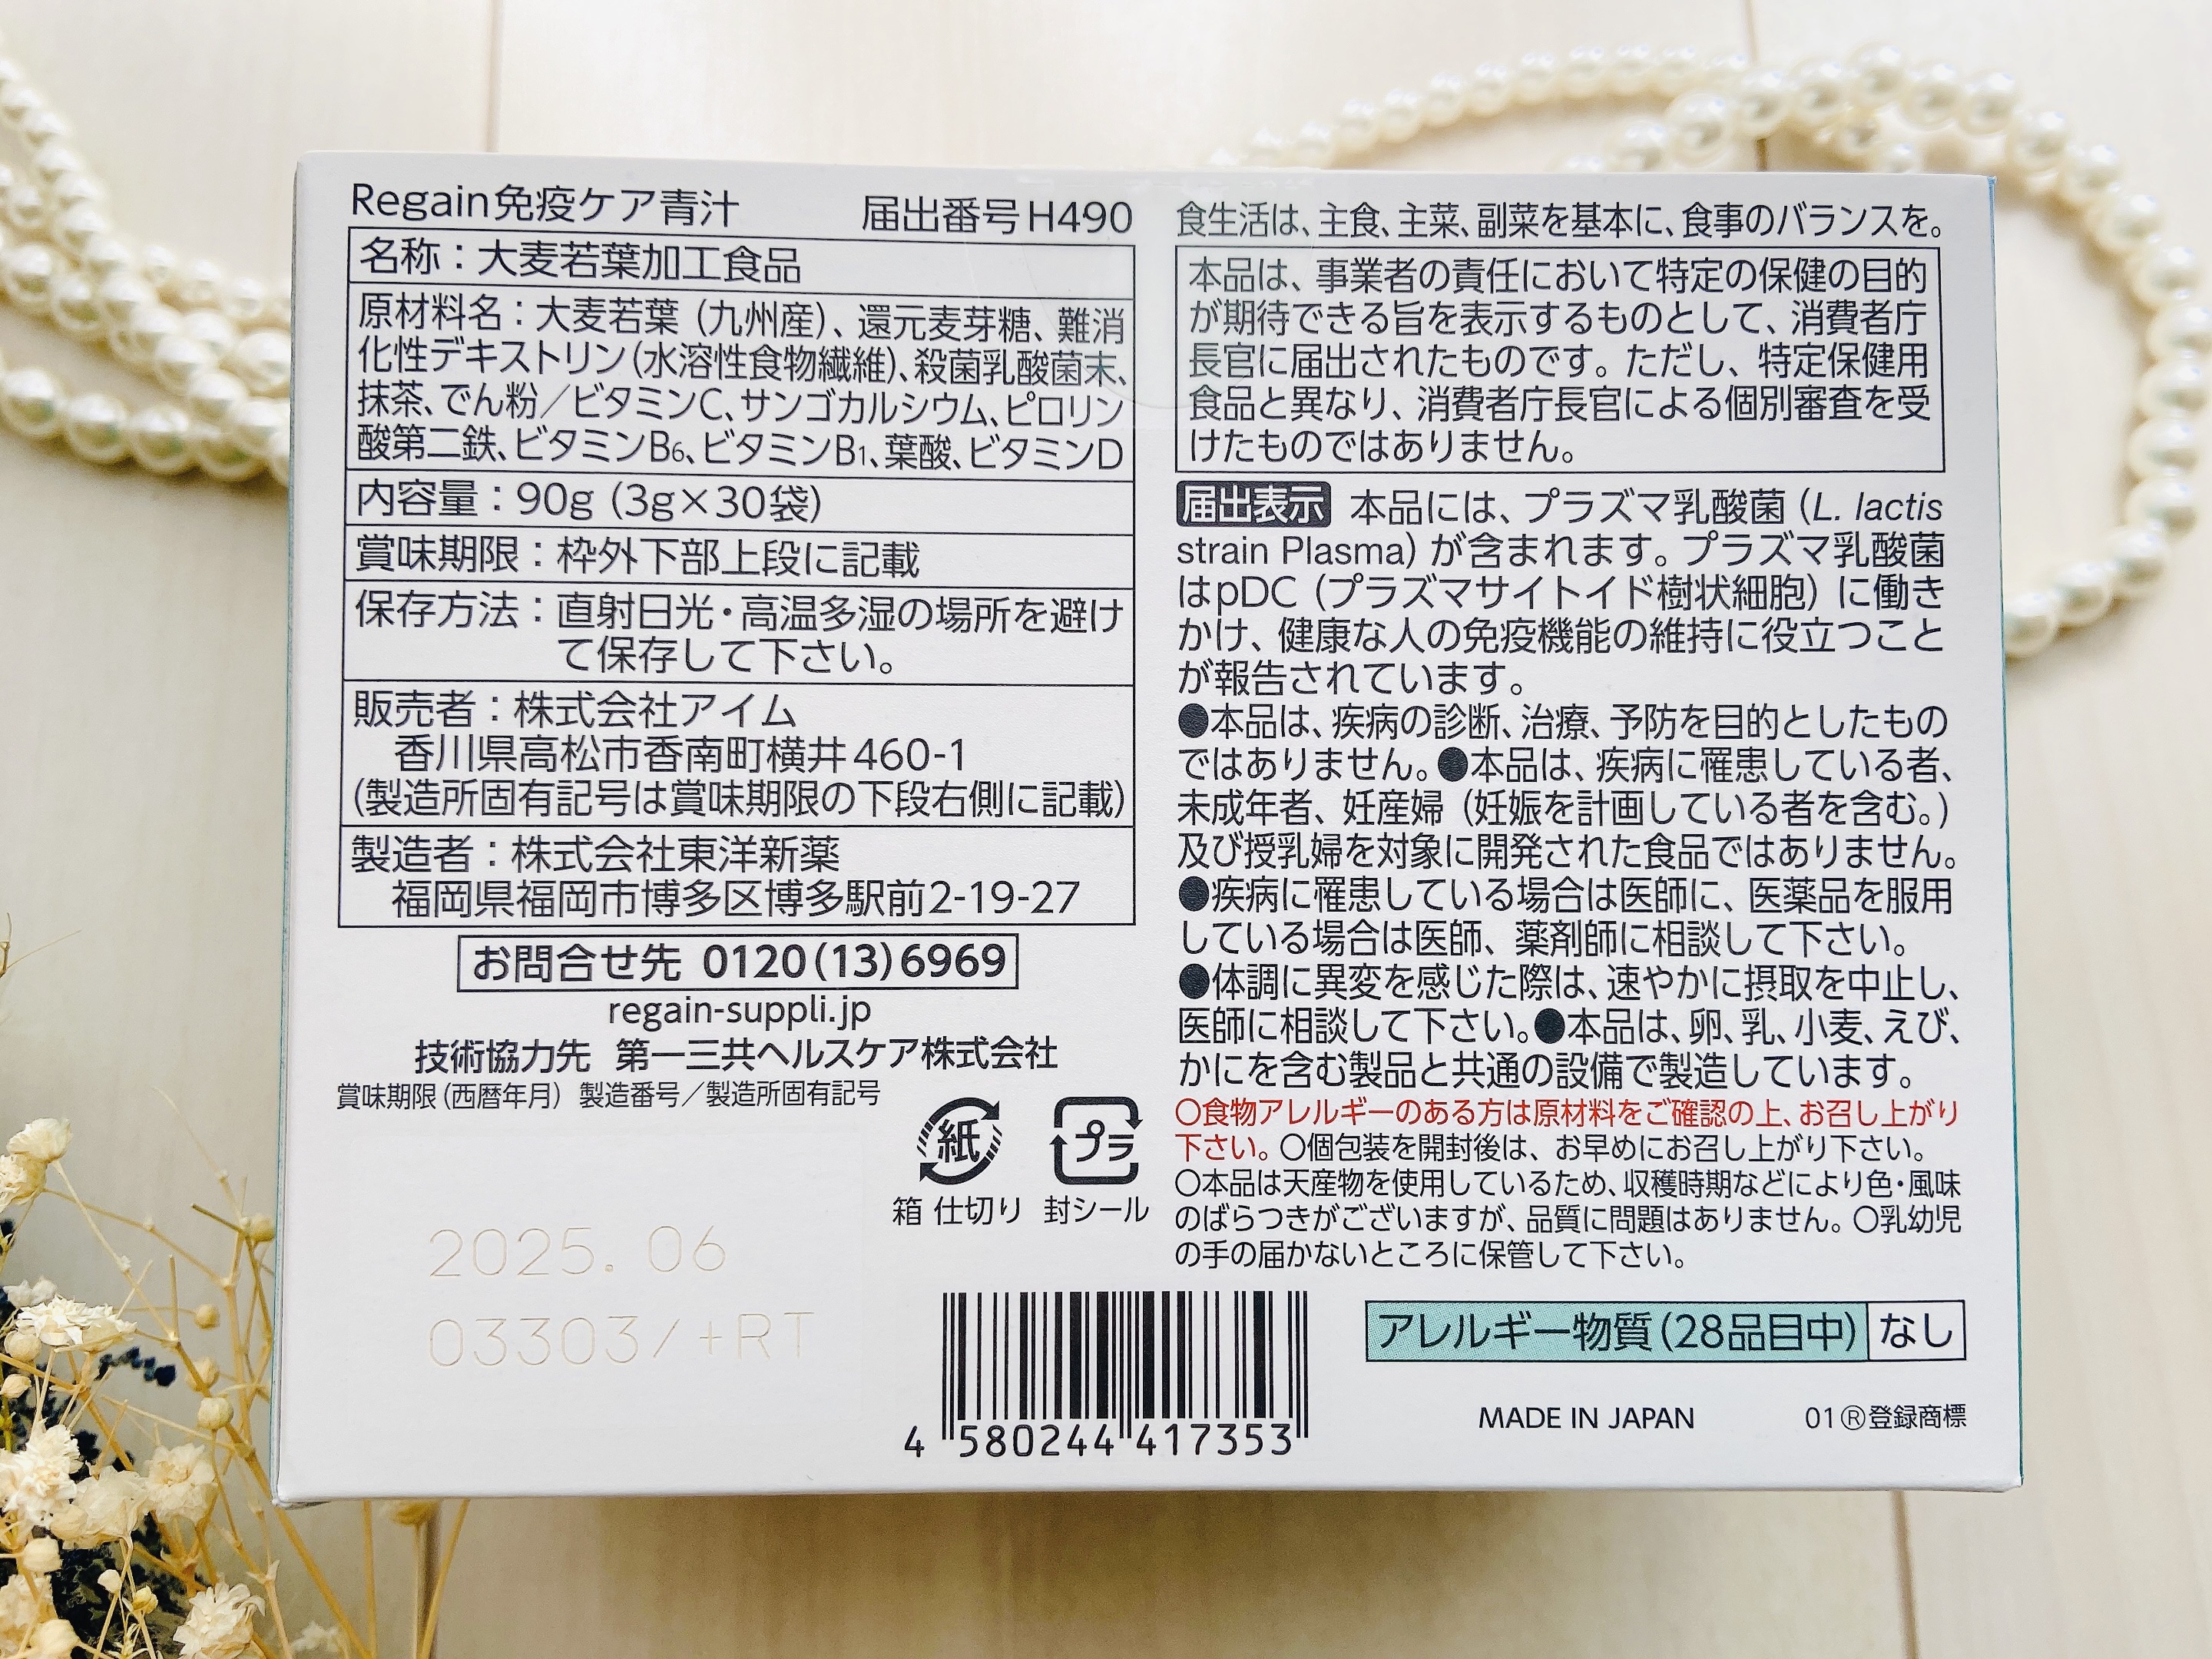 Regain免疫ケア青汁 届出番号H490
名称：大麦若葉加工食品
原材料名：大麦若葉（九州産）、還元麦芽糖、難消
化性デキストリン（水溶性食物繊維）、殺菌乳酸菌末、
抹茶、でん粉／ビタミンC、サンゴカルシウム、ピロリン
酸第二鉄、ビタミンB₆、ビタミンB₁、葉酸、ビタミンD
内容量：90g（3g×30袋）
賞味期限：枠外下部上段に記載
保存方法：直射日光・高温多湿の場所を避け
て保存して下さい。
販売者：株式会社アイム
香川県高松市香南町横井460-1
（製造所固有記号は賞味期限の下段右側に記載）
製造者：株式会社東洋新薬
福岡県福岡市博多区博多駅前2-19-27
お問合せ先 0120(13)6969
regain-suppli.jp
技術協力先 第一三共ヘルスケア株式会社
賞味期限（西暦年月） 製造番号／製造所固有記号
2025.06
03303/+RT
紙
箱 仕切り
プラ
封シール
4 580244 417353
食生活は、主食、主菜、副菜を基本に、食事のバランスを。
本品は、事業者の責任において特定の保健の目的
が期待できる旨を表示するものとして、消費者庁
長官に届出されたものです。ただし、特定保健用
食品と異なり、消費者庁長官による個別審査を受
けたものではありません。
届出表示 本品には、プラズマ乳酸菌（L. lactis
strain Plasma）が含まれます。プラズマ乳酸菌
はpDC（プラズマサイトイド樹状細胞）に働き
かけ、健康な人の免疫機能の維持に役立つこと
が報告されています。
●本品は、疾病の診断、治療、予防を目的としたもの
ではありません。●本品は、疾病に罹患している者、
未成年者、妊産婦（妊娠を計画している者を含む。）
及び授乳婦を対象に開発された食品ではありません。
●疾病に罹患している場合は医師に、医薬品を服用
している場合は医師、薬剤師に相談して下さい。
●体調に異変を感じた際は、速やかに摂取を中止し、
医師に相談して下さい。●本品は、卵、乳、小麦、えび、
かにを含む製品と共通の設備で製造しています。
〇食物アレルギーのある方は原材料をご確認の上、お召し上がり
下さい。〇個包装を開封後は、お早めにお召し上がり下さい。
〇本品は天産物を使用しているため、収穫時期などにより色・風味
のばらつきがございますが、品質に問題はありません。〇乳幼児
の手の届かないところに保管して下さい。
アレルギー物質（28品目中） なし
MADE IN JAPAN 01®登録商標